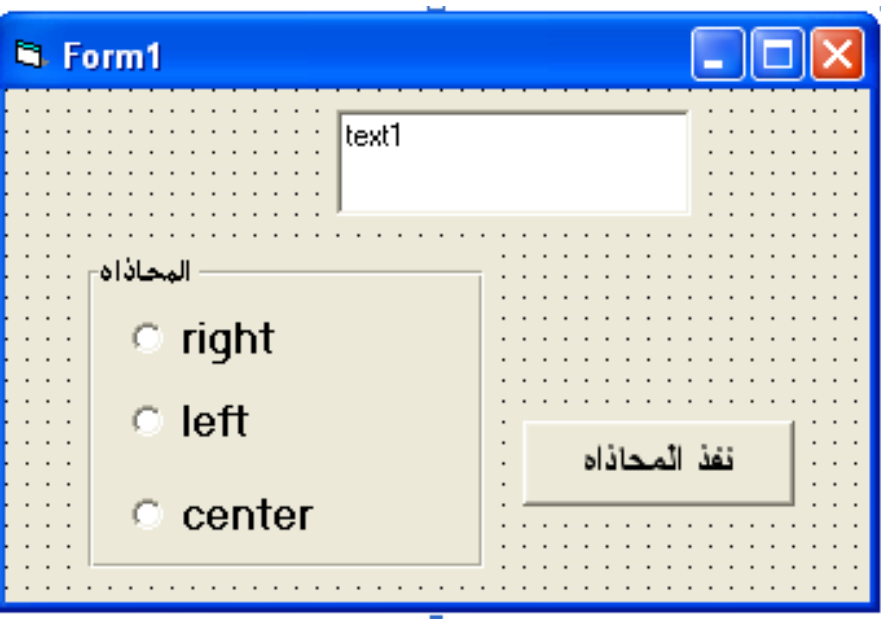 Form1
text1
المحاذاه
right
left
center
نفذ المحاذاه